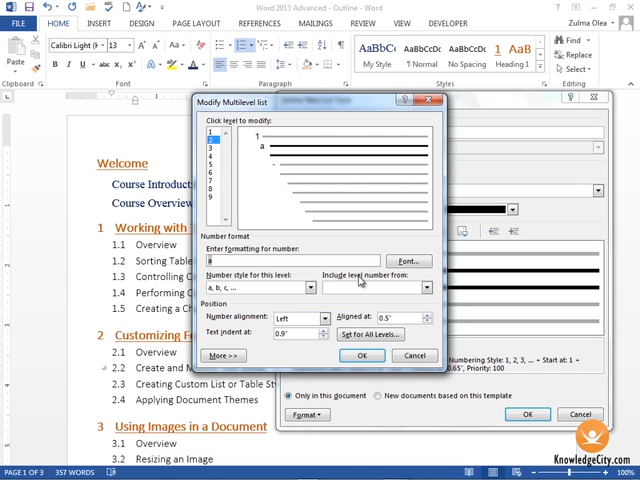 Word 2013 Advanced - Outline - Word
FILE HOME INSERT ZULMA DESIGN PAGE LAYOUT REFERENCES MAILINGS REVIEW VIEW DEVELOPER Zulma Olea
Calibri Light ( 13
Find
Replace
Select
Paste
AaBbCc AaBbCcDc AaBbCcDc 1 AaB
My Style Normal No Spacing Heading 1
Clipboard Font Paragraph Styles Editing
Modify Multilevel list
Click level to modify:
1
2
3
4
5
6
7
8
9
1
a
Number format
Enter formatting for number:
a
Font...
Number style for this level:
Include level number from:
a, b, c, ...
Position
Number alignment: Left
Aligned at: 0.5"
Text indent at: 0.9"
Set for All Levels...
More >>
OK
Cancel
Numbering Style: 1, 2, 3, ... + Start at: 1 +
0.65", Priority: 100
Only in this document
New documents based on this template
Format
OK
Cancel
Welcome
Course Introducti
Course Overview
1 Working with T
1.1 Overview
1.2 Sorting Table
1.3 Controlling C
1.4 Performing C
1.5 Creating a Ch
2 Customizing Fo
2.1 Overview
2.2 Create and M
2.3 Creating Custom List or Table Sty
2.4 Applying Document Themes
3 Using Images in a Document
3.1 Overview
3.2 Resizing an Image
KnowledgeCity.com
PAGE 1 OF 3 357 WORDS
100%